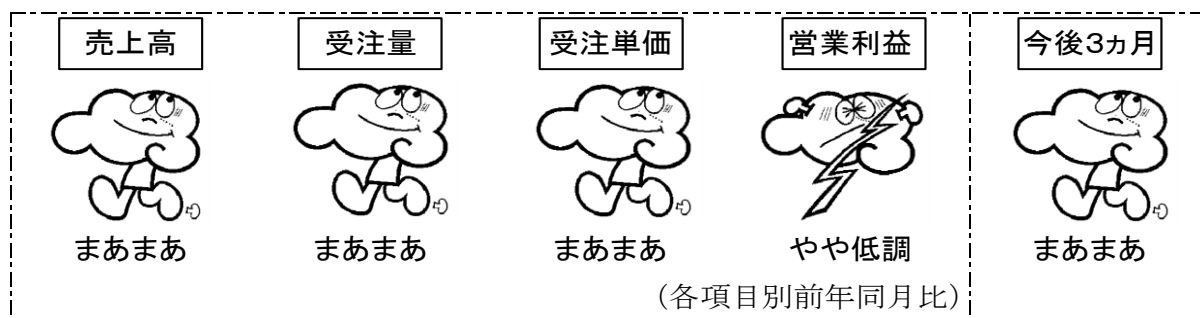 売上高 受注量 受注単価 営業利益 今後3ヵ月
まあまあ まあまあ まあまあ やや低調 まあまあ
(各項目別前年同月比)